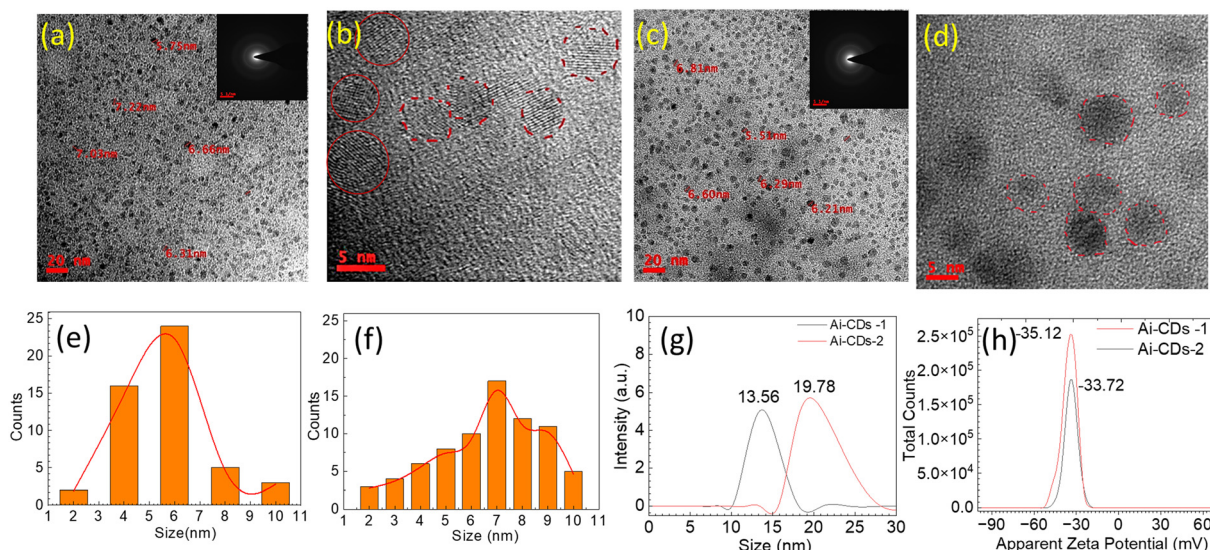 (a)
5.75nm
7.22nm
7.03nm
6.66nm
6.31nm
20 nm
(b)
5 nm
(c)
6.81nm
5.51nm
6.29nm
6.60nm
6.21nm
20 nm
(d)
5 nm
(e)
25
20
15
10
5
0
Counts
1 2 3 4 5 6 7 8 9 10 11
Size(nm)
(f)
25
20
15
10
5
0
Counts
1 2 3 4 5 6 7 8 9 10 11
Size (nm)
(g)
Ai-CDs -1
Ai-CDs-2
13.56
19.78
10
8
6
4
2
0
Intensity (a.u.)
0 5 10 15 20 25 30
Size (nm)
(h)
-35.12
Ai-CDs -1
Ai-CDs-2
-33.72
2.5×10⁵
2.0×10⁵
1.5×10⁵
1.0×10⁵
5.0×10⁴
0.0
Total Counts
-90 -60 -30 0 30 60
Apparent Zeta Potential (mV)